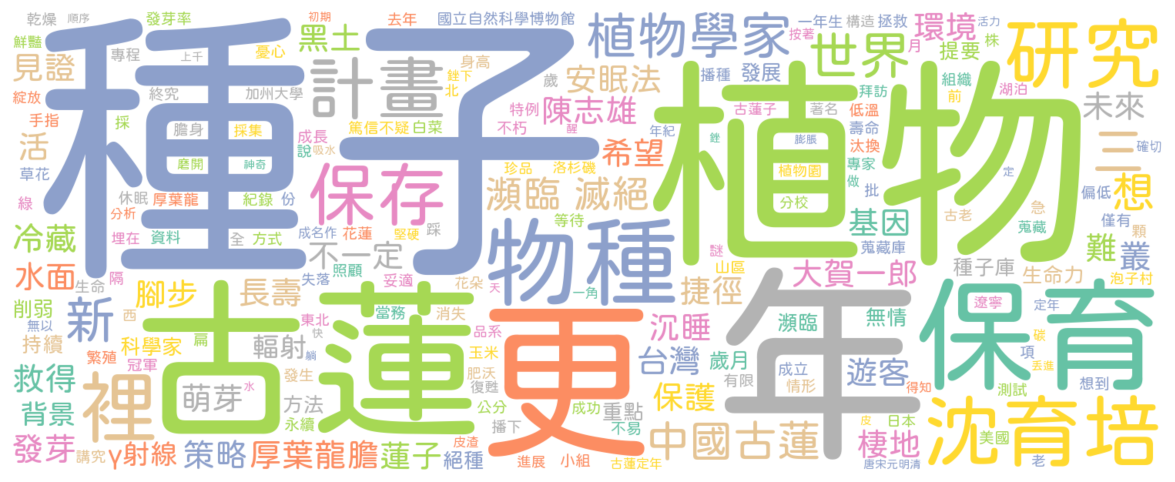 種子
植物
古蓮
年
更
物種
保育
保存
研究
沈育培
計畫
植物學家
世界
環境
裡
新
三
想
叢
難
未來
黑土
見證
活
冷藏
水面
腳步
長壽
不一定
瀕臨 滅絕
安眠法
陳志雄
希望
基因
大賀一郎
捷徑
沉睡
台灣
歲月
瀕臨
無情
遊客
保護
中國古蓮
棲地
重點
蓮子
絕種
厚葉龍膽
策略
γ射線
發芽
背景
救得
持續
削弱
科學家
輻射
萌芽
方法
種子庫
生命力
提要
發展
播種
一年生
構造
拯救
株
按著
月
組織
前
湖泊
拜訪
著名
低溫
壽命
汰換
專家
做
批
偏低
確切
僅有
顆
急
古老
蒐藏
定
泡子村
遼寧
定年
碳
項
丟進
想到
測試
得知
日本
皮
美國
老
唐宋元明清
情形
有限
成立
蒐藏庫
山區
謎
分校
植物園
膨脹
銼
年紀
醒
古蓮子
特例
不朽
歲
身高
銼下
北
國立自然科學博物館
去年
初期
憂心
發芽率
順序
乾燥
鮮豔
專程
上千
綻放
終究
加州大學
手指
採
膽身
採集
篤信不疑
白菜
成長
說
吸水
草花
磨開
神奇
休眠
厚葉龍
紀錄
份
綠
分析
埋在
資料
全
方式
成名作
花蓮
堅硬
踩
珍品
洛杉磯
等待
生命
隔
失落
照顧
妥適
花朵
天
一角
無以
西
篇
東北
快
當務
消失
品系
躺
繁殖
冠軍
發生
玉米
肥沃
復甦
水
永續
公分
成功
不易
播下
講究
皮渣
進展
小組
古蓮定年